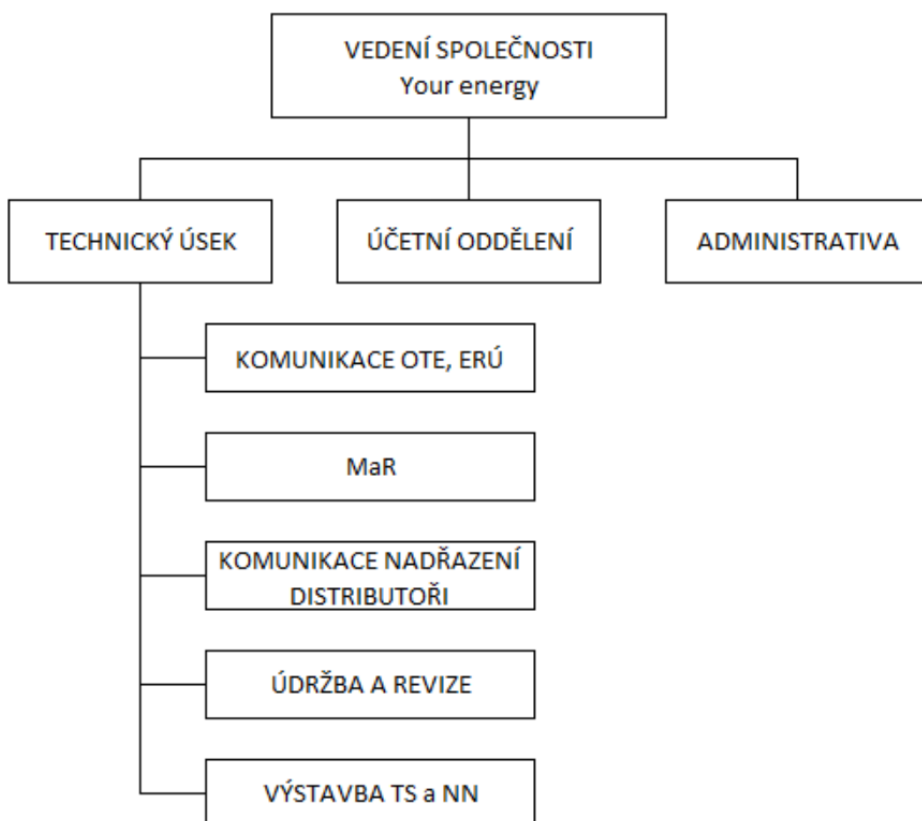 VEDENÍ SPOLEČNOSTI
Your energy
TECHNICKÝ ÚSEK
ÚČETNÍ ODDĚLENÍ
ADMINISTRATIVA
KOMUNIKACE OTE, ERÚ
MaR
KOMUNIKACE NADŘAZENÍ
DISTRIBUTOŘI
ÚDRŽBA A REVIZE
VÝSTAVBA TS a NN